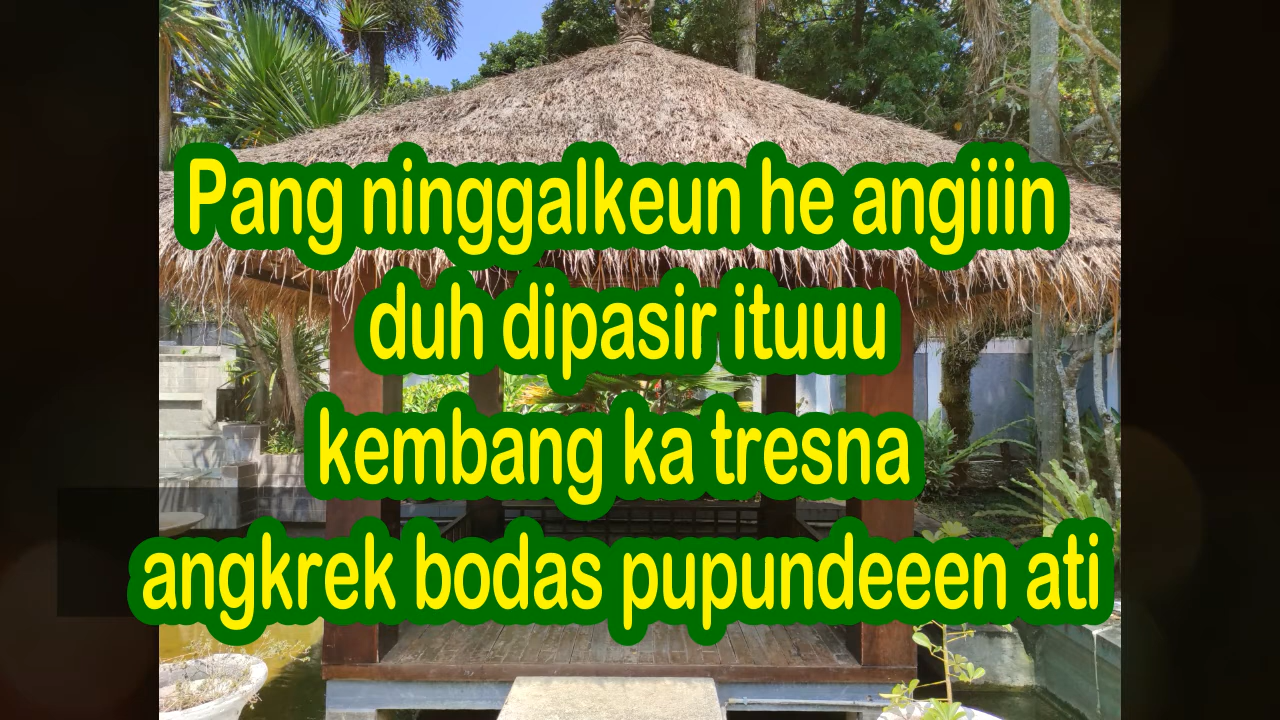 Pang ninggalkeun he angiiin
duh dipasir ituuu
kembang ka tresna
angkrek bodas pupundeeen ati